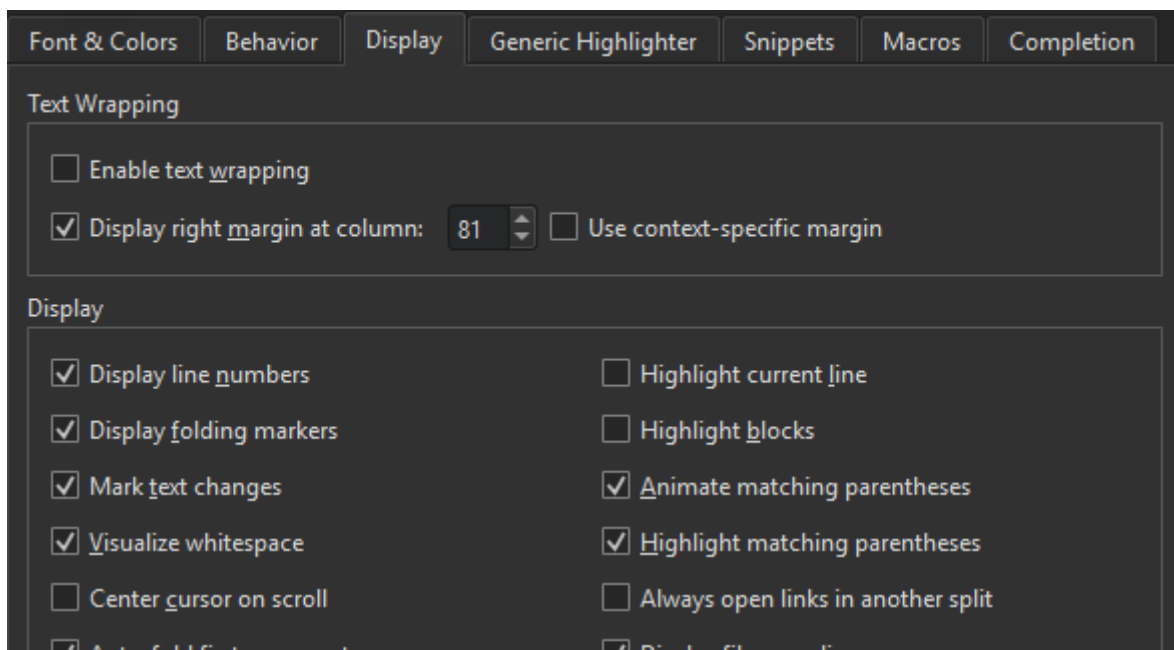 Font & Colors Behavior Display Generic Highlighter Snippets Macros Completion
Text Wrapping
Enable text wrapping
Display right margin at column: 81 Use context-specific margin
Display
Display line numbers Highlight current line
Display folding markers Highlight blocks
Mark text changes Animate matching parentheses
Visualize whitespace Highlight matching parentheses
Center cursor on scroll Always open links in another split